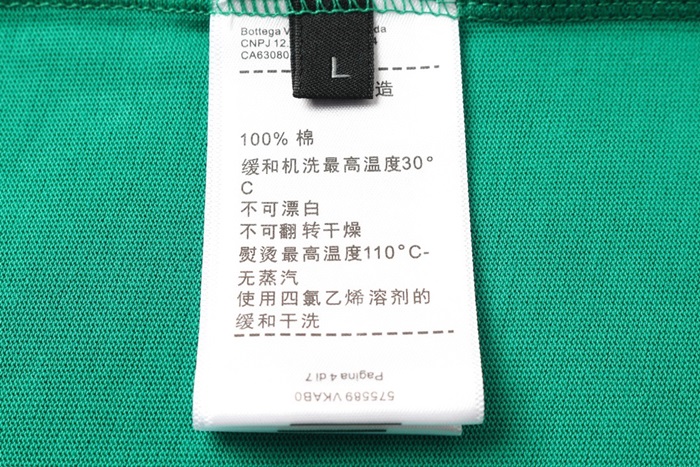 Bottega V
CNPJ 12.
CA63080
L
造
100% 棉
缓和机洗最高温度30°
C
不可漂白
不可翻转干燥
熨烫最高温度110°C-
无蒸汽
使用四氯乙烯溶剂的
缓和干洗
Pagina 4 di 7
575589 VKAB0